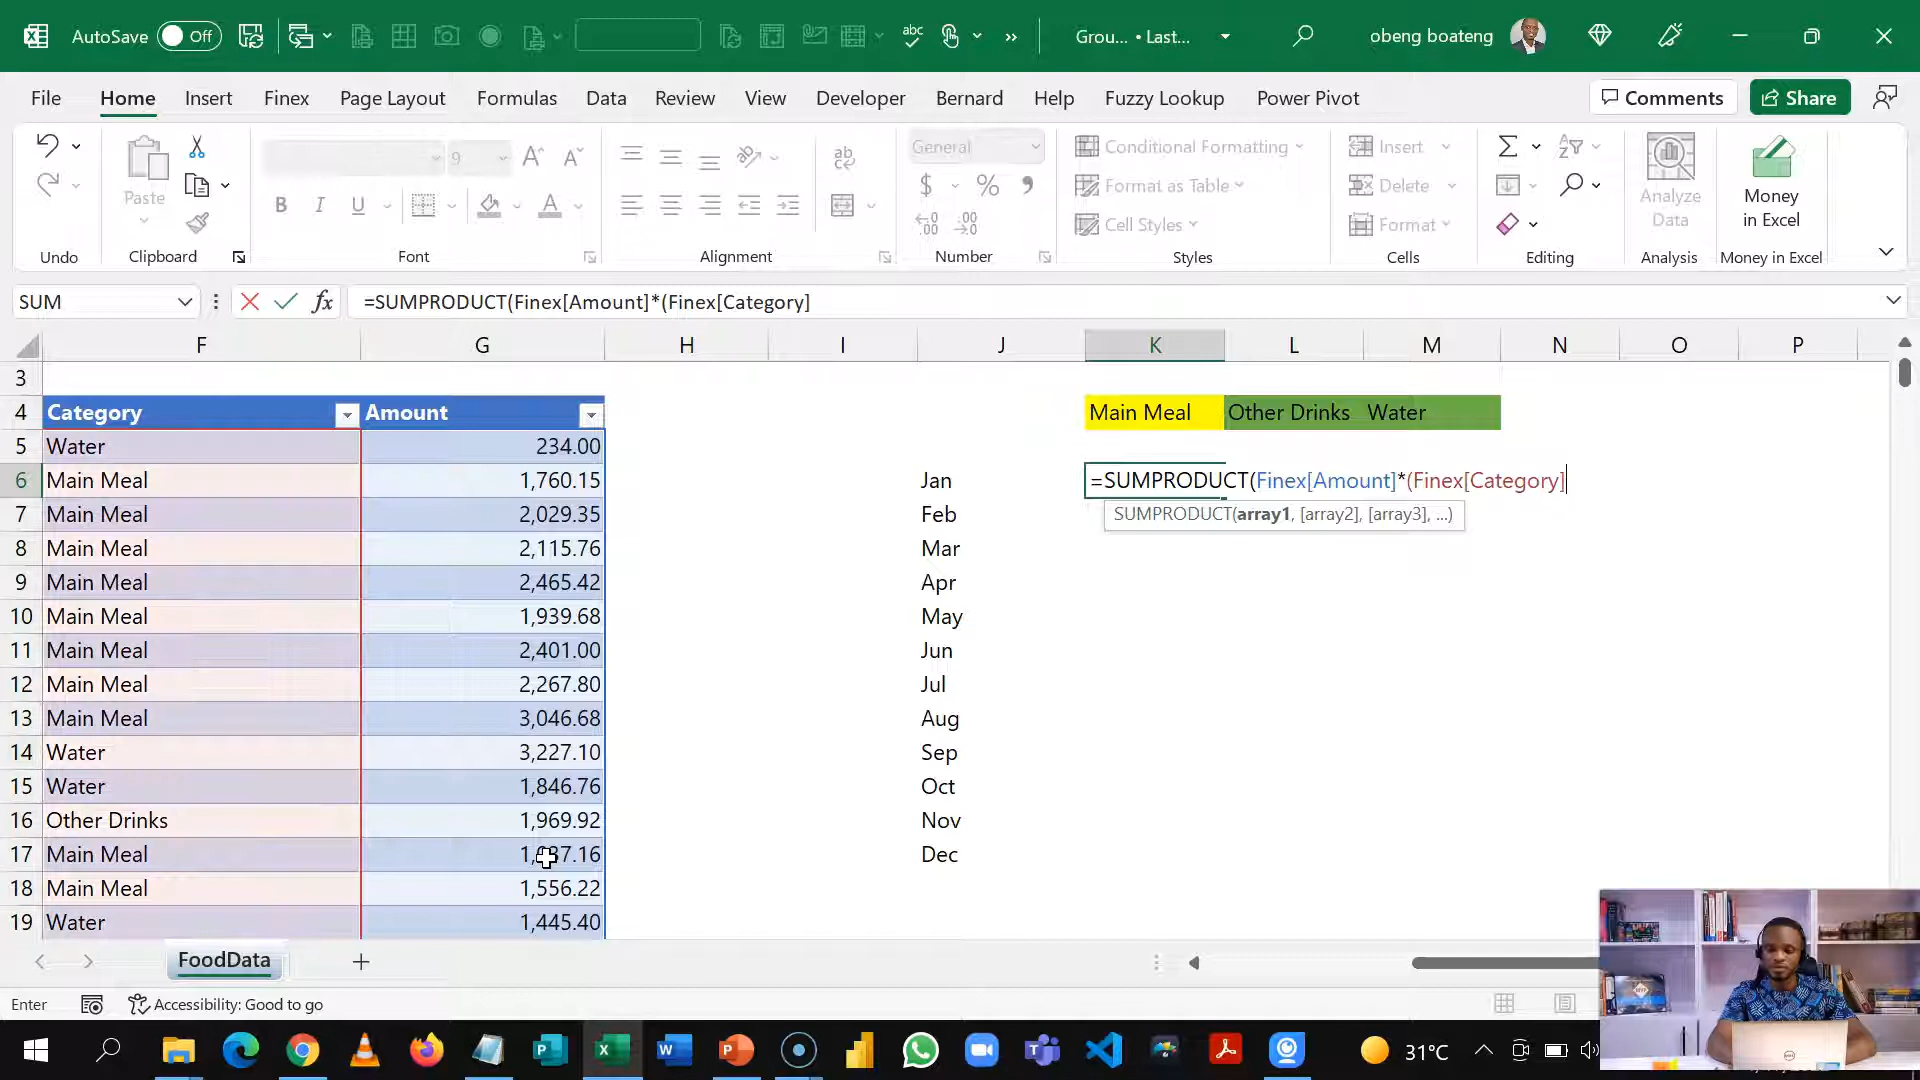 AutoSave Off Grou... • Last... obeng boateng
File Home Insert Finex Page Layout Formulas Data Review View Developer Bernard Help Fuzzy Lookup Power Pivot Comments Share
Paste 9 General Conditional Formatting Insert Analyze Data Money in Excel
B I U $ % Format as Table Delete
Cell Styles Format
Undo Clipboard Font Alignment Number Styles Cells Editing Analysis Money in Excel
SUM fx =SUMPRODUCT(Finex[Amount]*(Finex[Category]
F G H I J K L M N O P
3
4 Category Amount Main Meal Other Drinks Water
5 Water 234.00
6 Main Meal 1,760.15 Jan =SUMPRODUCT(Finex[Amount]*(Finex[Category]
7 Main Meal 2,029.35 Feb SUMPRODUCT(array1, [array2], [array3], ...)
8 Main Meal 2,115.76 Mar
9 Main Meal 2,465.42 Apr
10 Main Meal 1,939.68 May
11 Main Meal 2,401.00 Jun
12 Main Meal 2,267.80 Jul
13 Main Meal 3,046.68 Aug
14 Water 3,227.10 Sep
15 Water 1,846.76 Oct
16 Other Drinks 1,969.92 Nov
17 Main Meal Dec
18 Main Meal 1,556.22
19 Water 1,445.40
FoodData
Enter Accessibility: Good to go
31°C